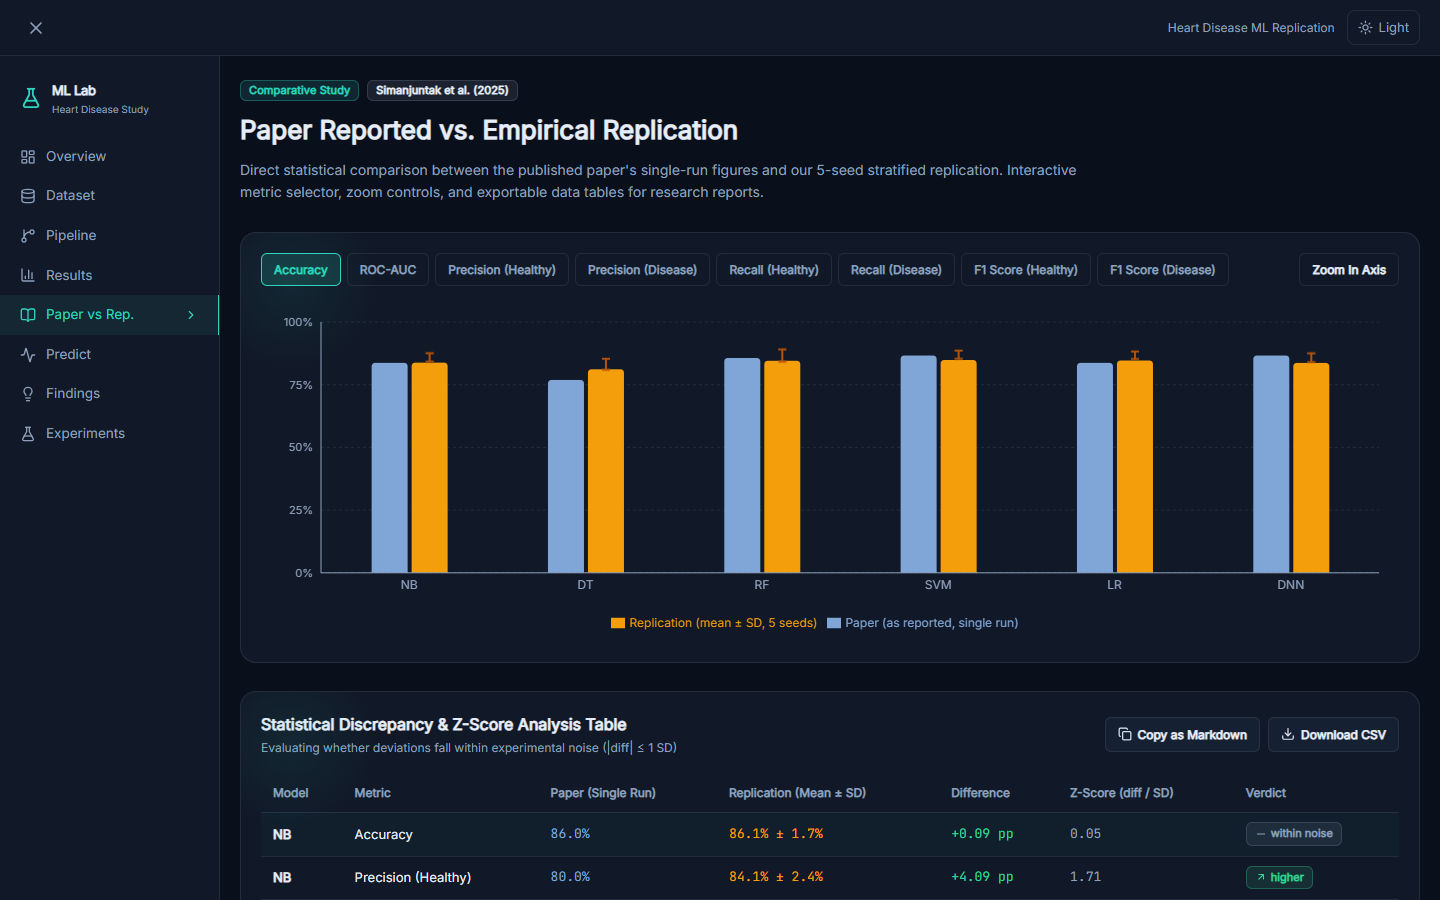 Heart Disease ML Replication
Light
ML Lab
Heart Disease Study
Overview
Dataset
Pipeline
Results
Paper vs Rep.
Predict
Findings
Experiments
Comparative Study
Simanjuntak et al. (2025)
Paper Reported vs. Empirical Replication
Direct statistical comparison between the published paper's single-run figures and our 5-seed stratified replication. Interactive
metric selector, zoom controls, and exportable data tables for research reports.
Accuracy
ROC-AUC
Precision (Healthy)
Precision (Disease)
Recall (Healthy)
Recall (Disease)
F1 Score (Healthy)
F1 Score (Disease)
Zoom In Axis
100%
75%
50%
25%
0%
NB
DT
RF
SVM
LR
DNN
Replication (mean ± SD, 5 seeds)
Paper (as reported, single run)
Statistical Discrepancy & Z-Score Analysis Table
Evaluating whether deviations fall within experimental noise (|diff| ≤ 1 SD)
Copy as Markdown
Download CSV
Model Metric Paper (Single Run) Replication (Mean ± SD) Difference Z-Score (diff / SD) Verdict
NB Accuracy 86.0% 86.1% ± 1.7% +0.09 pp 0.05 — within noise
NB Precision (Healthy) 80.0% 84.1% ± 2.4% +4.09 pp 1.71 ↗ higher